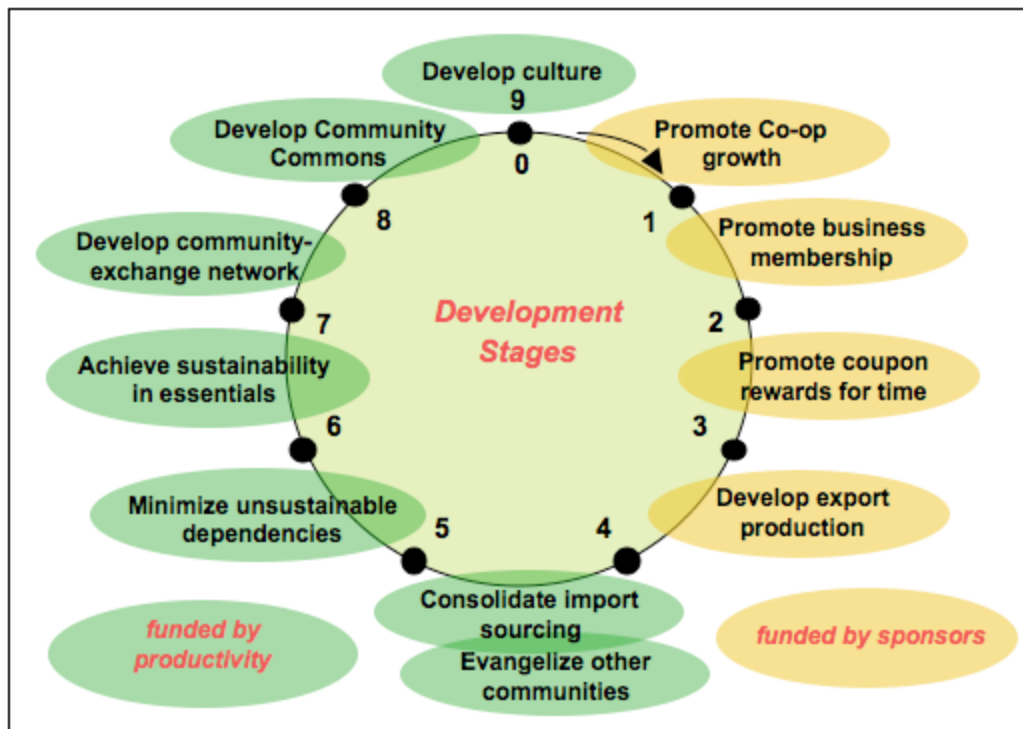 Develop culture
9
0
Promote Co-op
growth
1
Promote business
membership
2
Promote coupon
rewards for time
3
Develop export
production
4
Consolidate import
sourcing
Evangelize other
communities
5
Minimize unsustainable
dependencies
6
Achieve sustainability
in essentials
7
Develop community-
exchange network
8
Develop Community
Commons
Development
Stages
funded by
productivity
funded by sponsors